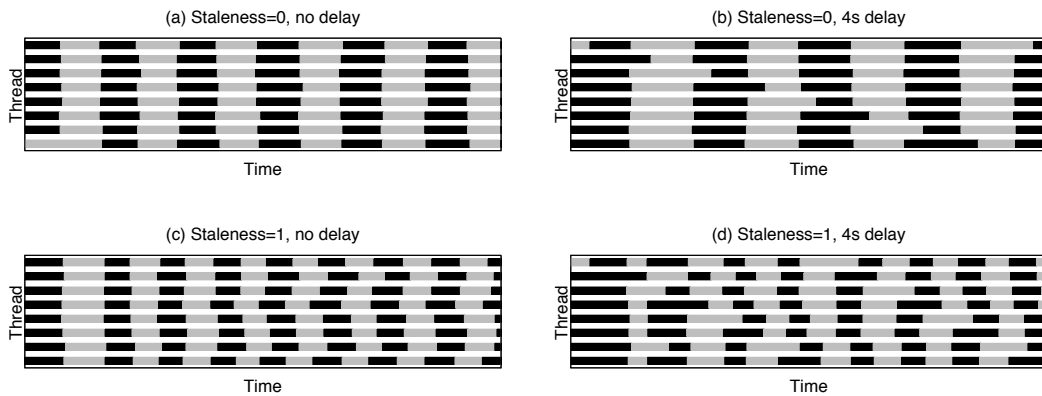 (a) Staleness=0, no delay
Thread
Time
(b) Staleness=0, 4s delay
Thread
Time
(c) Staleness=1, no delay
Thread
Time
(d) Staleness=1, 4s delay
Thread
Time